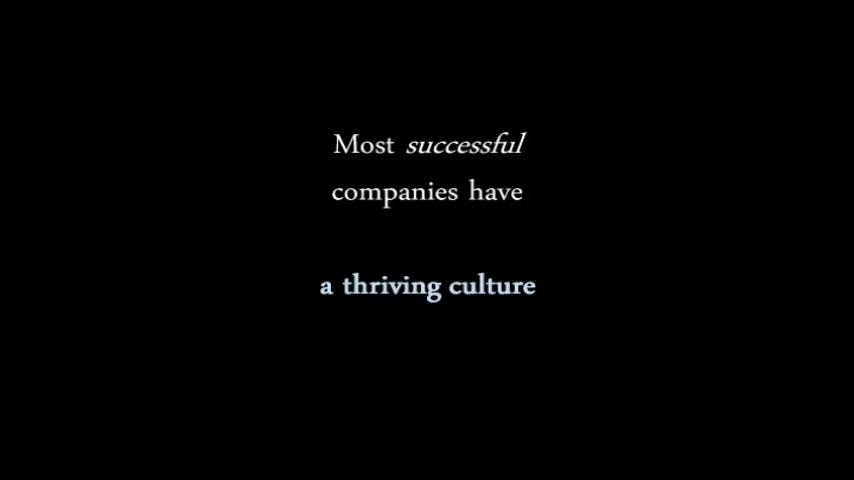 Most successful
companies have
a thriving culture